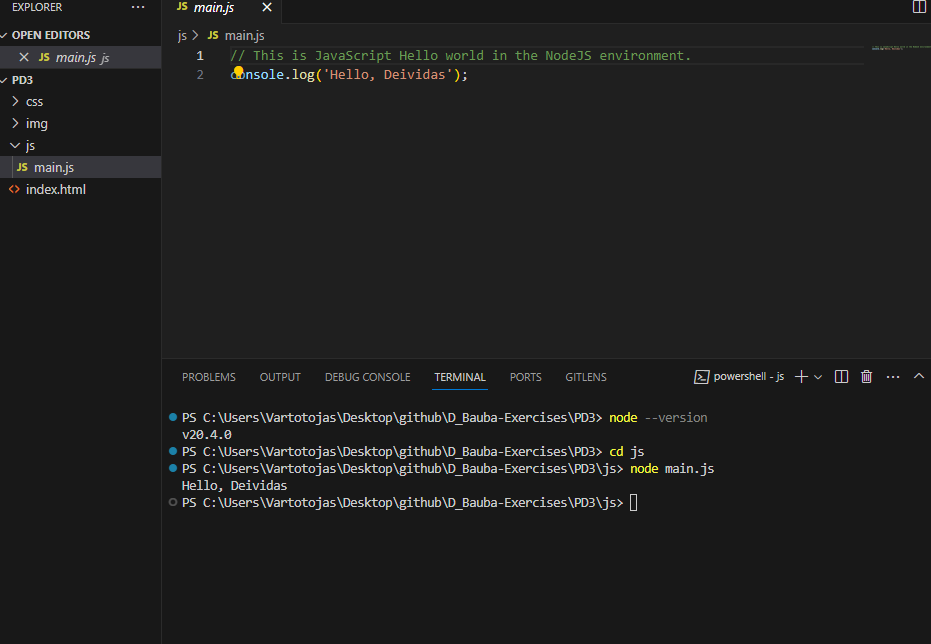 EXPLORER ...
OPEN EDITORS
JS main.js js
PD3
css
img
js
JS main.js
<> index.html
JS main.js
js > JS main.js
1 // This is JavaScript Hello world in the NodeJS environment.
2 console.log('Hello, Deividas');
PROBLEMS OUTPUT DEBUG CONSOLE TERMINAL PORTS GITLENS powershell - js
PS C:\Users\Vartotojas\Desktop\github\D_Bauba-Exercises\PD3> node --version
v20.4.0
PS C:\Users\Vartotojas\Desktop\github\D_Bauba-Exercises\PD3> cd js
PS C:\Users\Vartotojas\Desktop\github\D_Bauba-Exercises\PD3\js> node main.js
Hello, Deividas
PS C:\Users\Vartotojas\Desktop\github\D_Bauba-Exercises\PD3\js>